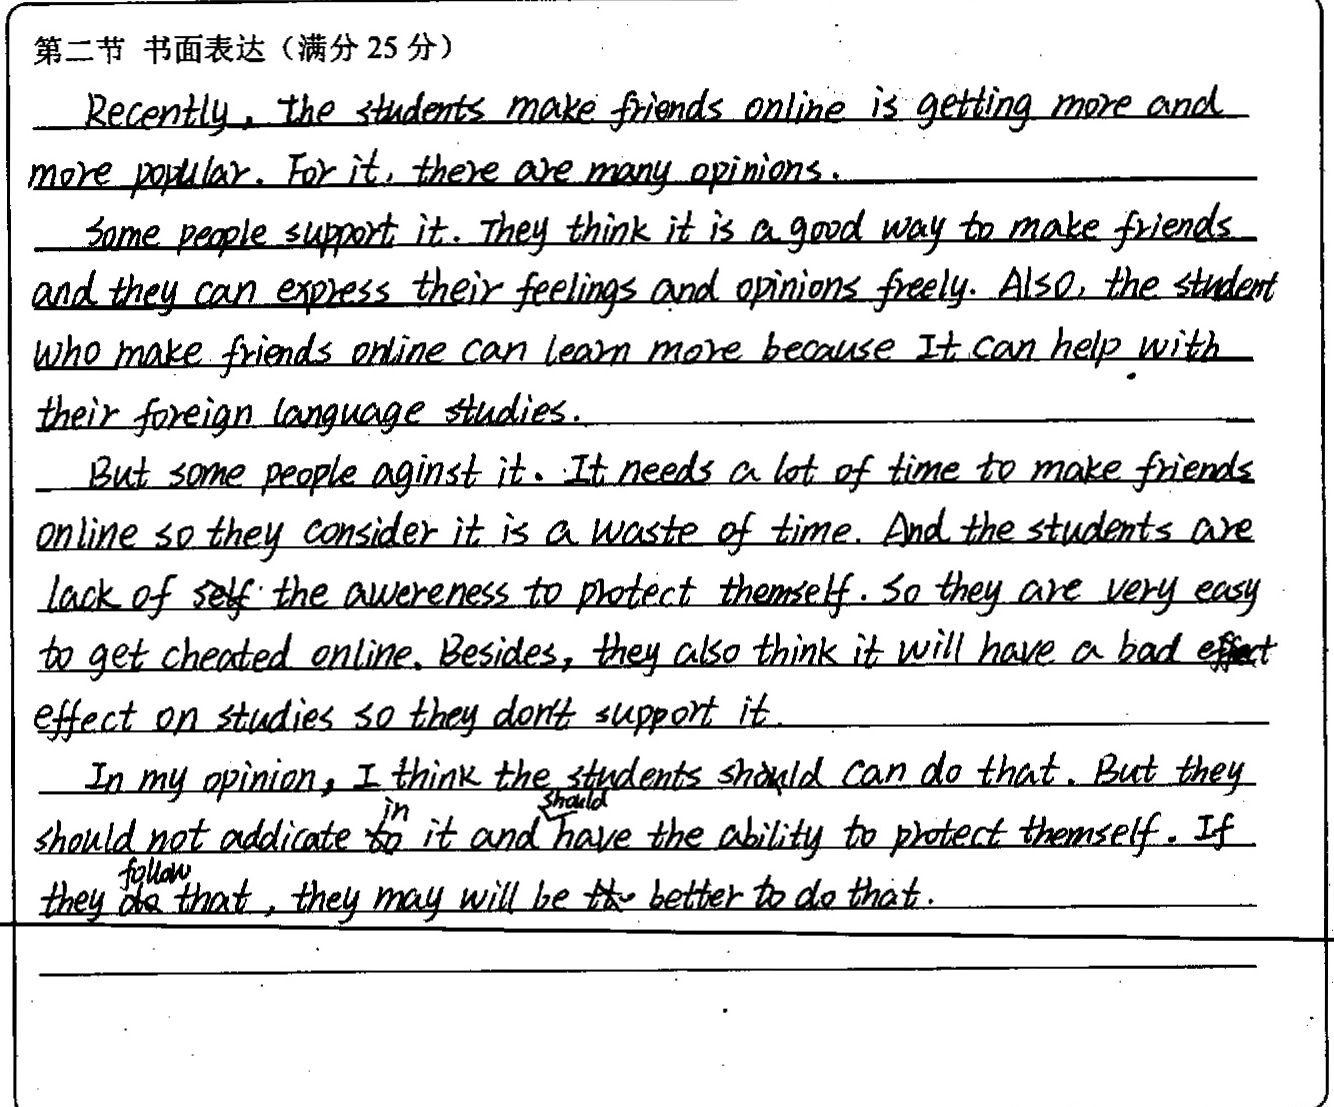 第二节 书面表达（满分 25 分）
Recently, the students make friends online is getting more and
more popular. For it, there are many opinions.
Some people support it. They think it is a good way to make friends
and they can express their feelings and opinions freely. Also, the student
who make friends online can learn more because It can help with
their foreign language studies.
But some people aginst it. It needs a lot of time to make friends
online so they consider it is a waste of time. And the students are
lack of self the awereness to protect themself. So they are very easy
to get cheated online. Besides, they also think it will have a bad effect
effect on studies so they don't support it.
In my opinion, I think the students should can do that. But they
should not addicate in it and should have the ability to protect themself. If
they follow that, they may will be better to do that.